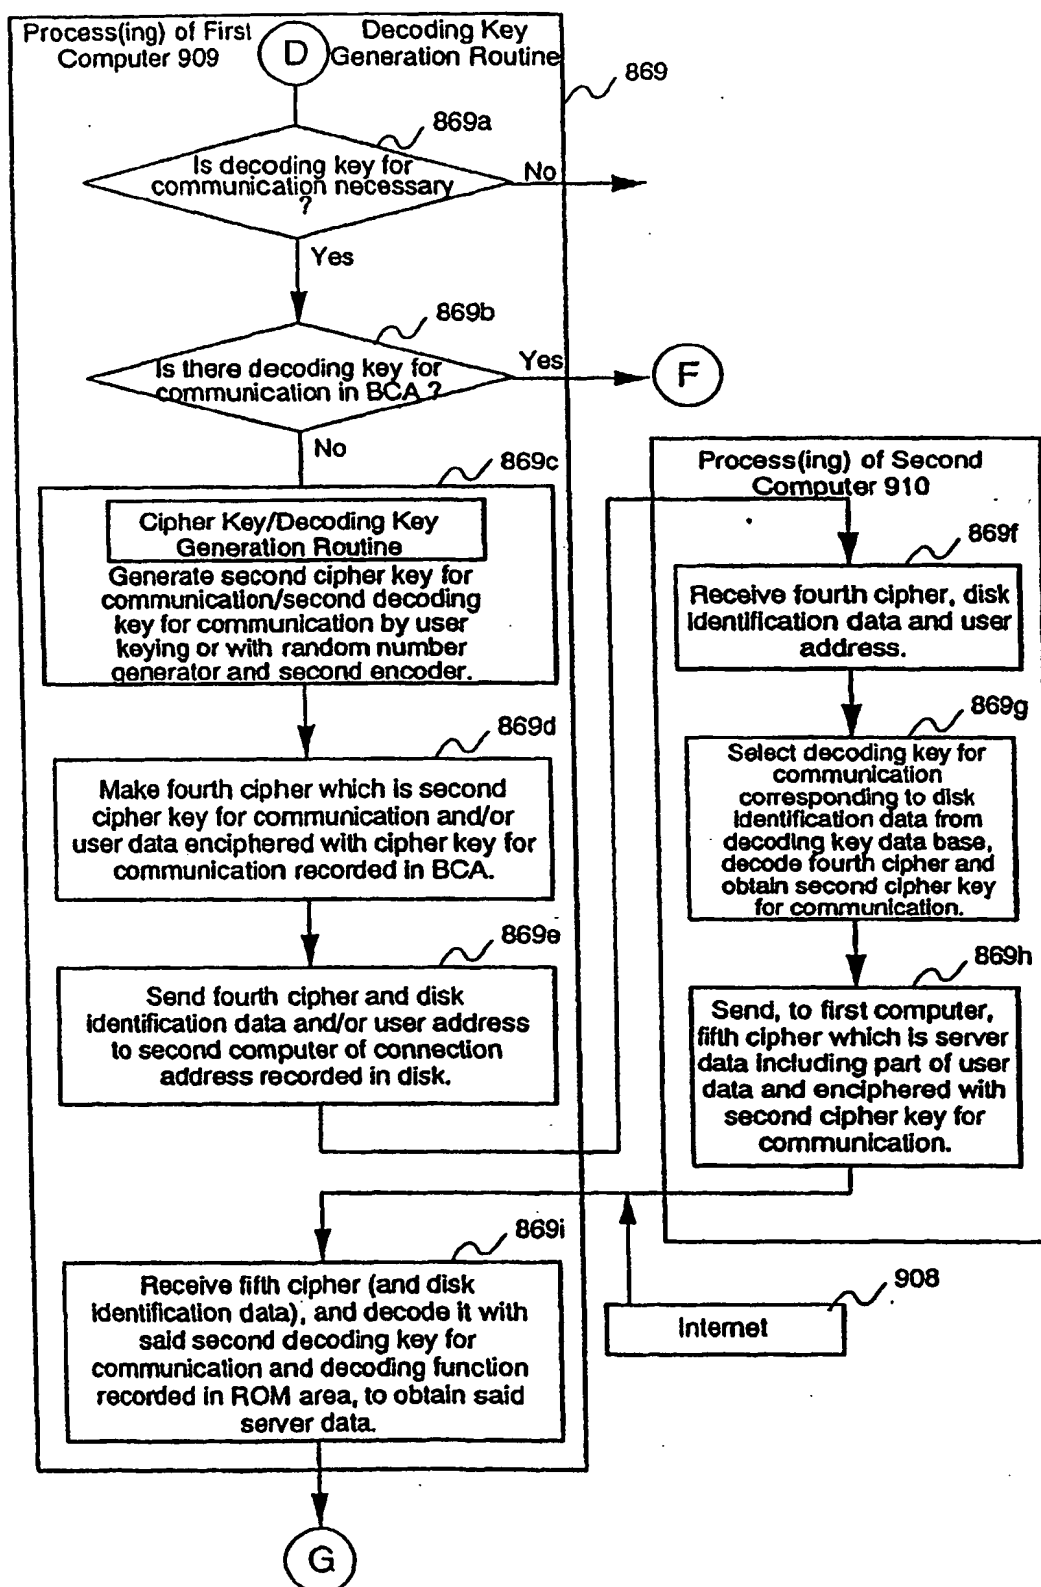 Process(ing) of First
Computer 909
D
Decoding Key
Generation Routine
869
869a
Is decoding key for
communication necessary
?
No
Yes
869b
Is there decoding key for
communication in BCA ?
Yes
F
No
869c
Cipher Key/Decoding Key
Generation Routine
Generate second cipher key for
communication/second decoding
key for communication by user
keying or with random number
generator and second encoder.
869d
Make fourth cipher which is second
cipher key for communication and/or
user data enciphered with cipher key for
communication recorded in BCA.
869e
Send fourth cipher and disk
identification data and/or user address
to second computer of connection
address recorded in disk.
Process(ing) of Second
Computer 910
869f
Receive fourth cipher, disk
identification data and user
address.
869g
Select decoding key for
communication
corresponding to disk
identification data from
decoding key data base,
decode fourth cipher and
obtain second cipher key
for communication.
869h
Send, to first computer,
fifth cipher which is server
data including part of user
data and enciphered with
second cipher key for
communication.
869i
Receive fifth cipher (and disk
identification data), and decode it with
said second decoding key for
communication and decoding function
recorded in ROM area, to obtain said
server data.
908
Internet
G